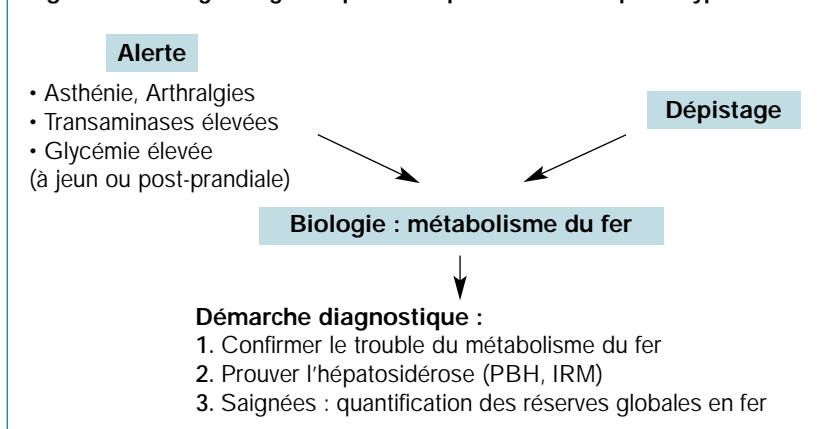 Alerte
• Asthénie, Arthralgies
• Transaminases élevées
• Glycémie élevée
(à jeun ou post-prandiale)
Dépistage
Biologie : métabolisme du fer
Démarche diagnostique :
1. Confirmer le trouble du métabolisme du fer
2. Prouver l'hépatosidérose (PBH, IRM)
3. Saignées : quantification des réserves globales en fer